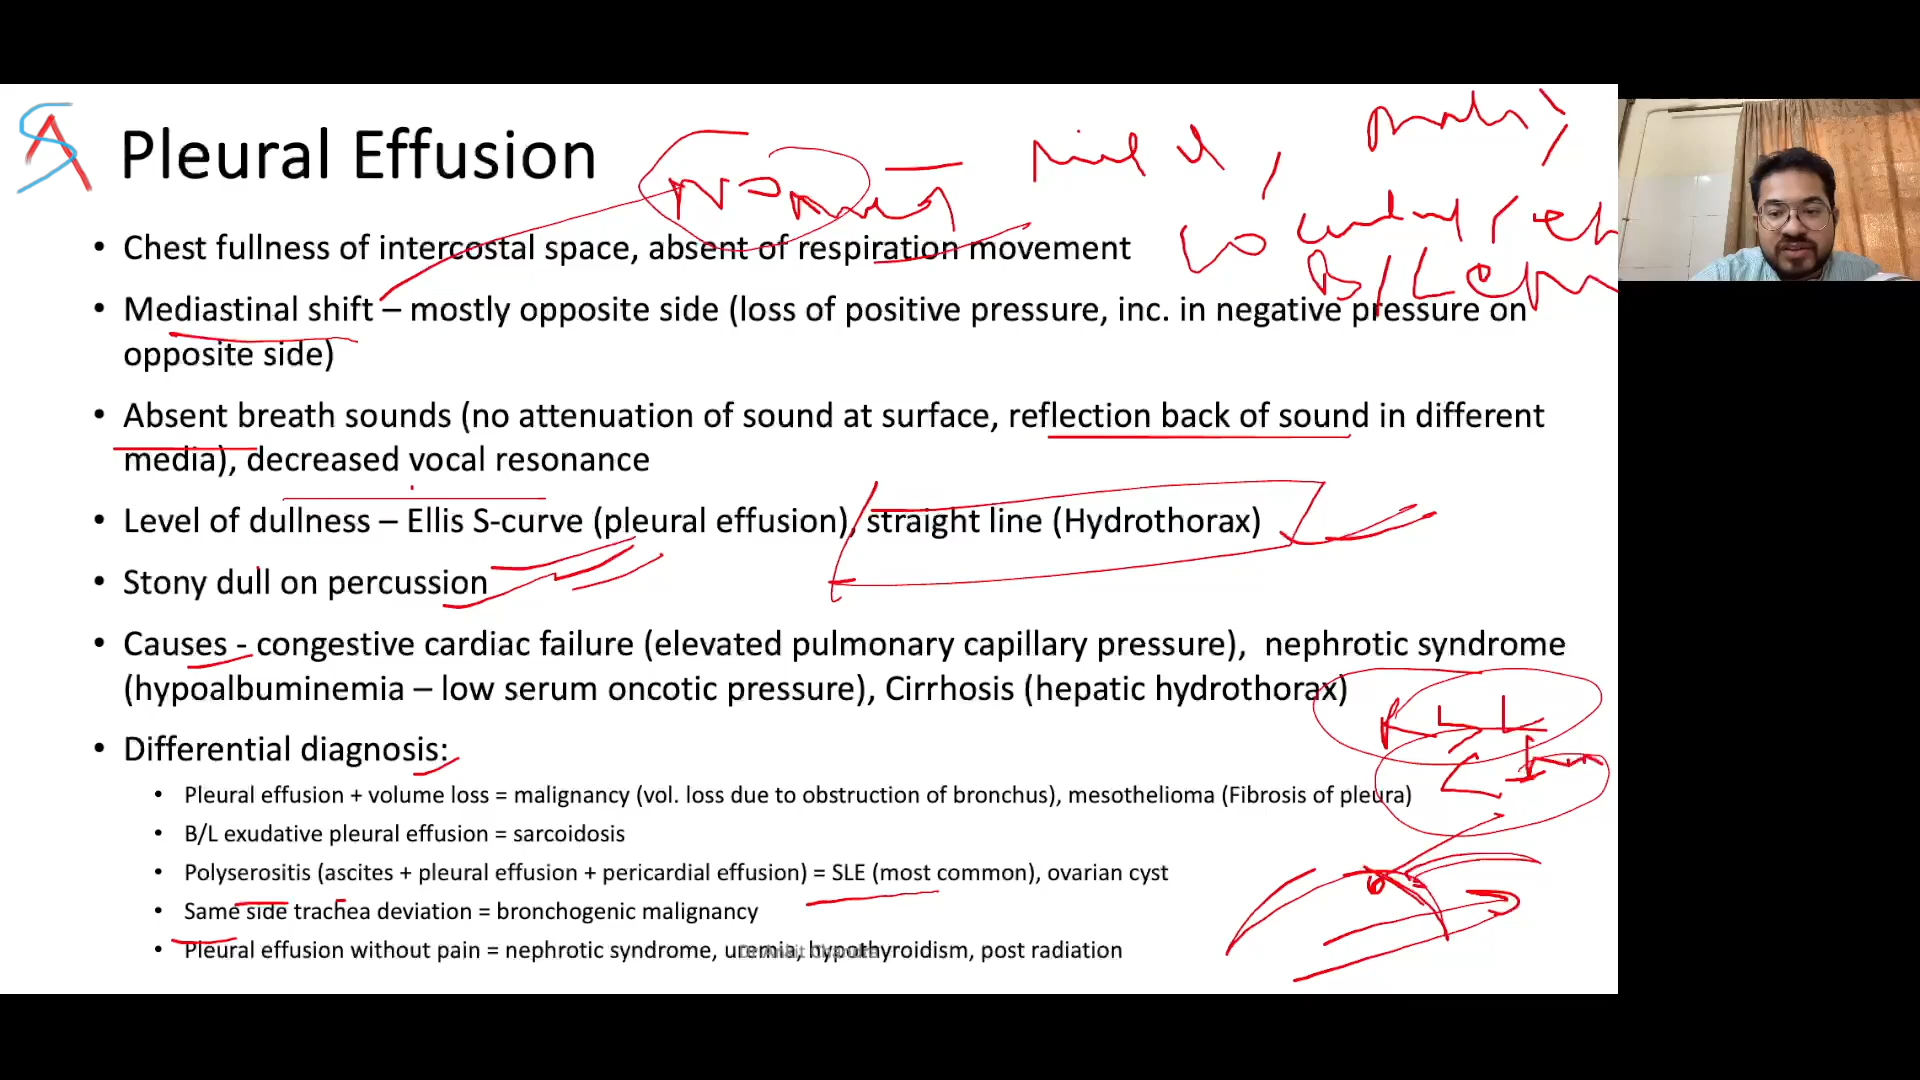 Pleural Effusion
• Chest fullness of intercostal space, absent of respiration movement
• Mediastinal shift – mostly opposite side (loss of positive pressure, inc. in negative pressure on
opposite side)
• Absent breath sounds (no attenuation of sound at surface, reflection back of sound in different
media), decreased vocal resonance
• Level of dullness – Ellis S-curve (pleural effusion), straight line (Hydrothorax)
• Stony dull on percussion
• Causes - congestive cardiac failure (elevated pulmonary capillary pressure), nephrotic syndrome
(hypoalbuminemia – low serum oncotic pressure), Cirrhosis (hepatic hydrothorax)
• Differential diagnosis:
• Pleural effusion + volume loss = malignancy (vol. loss due to obstruction of bronchus), mesothelioma (Fibrosis of pleura)
• B/L exudative pleural effusion = sarcoidosis
• Polyserositis (ascites + pleural effusion + pericardial effusion) = SLE (most common), ovarian cyst
• Same side trachea deviation = bronchogenic malignancy
• Pleural effusion without pain = nephrotic syndrome, uremia, hypothyroidism, post radiation
Dr Ankit Chandra